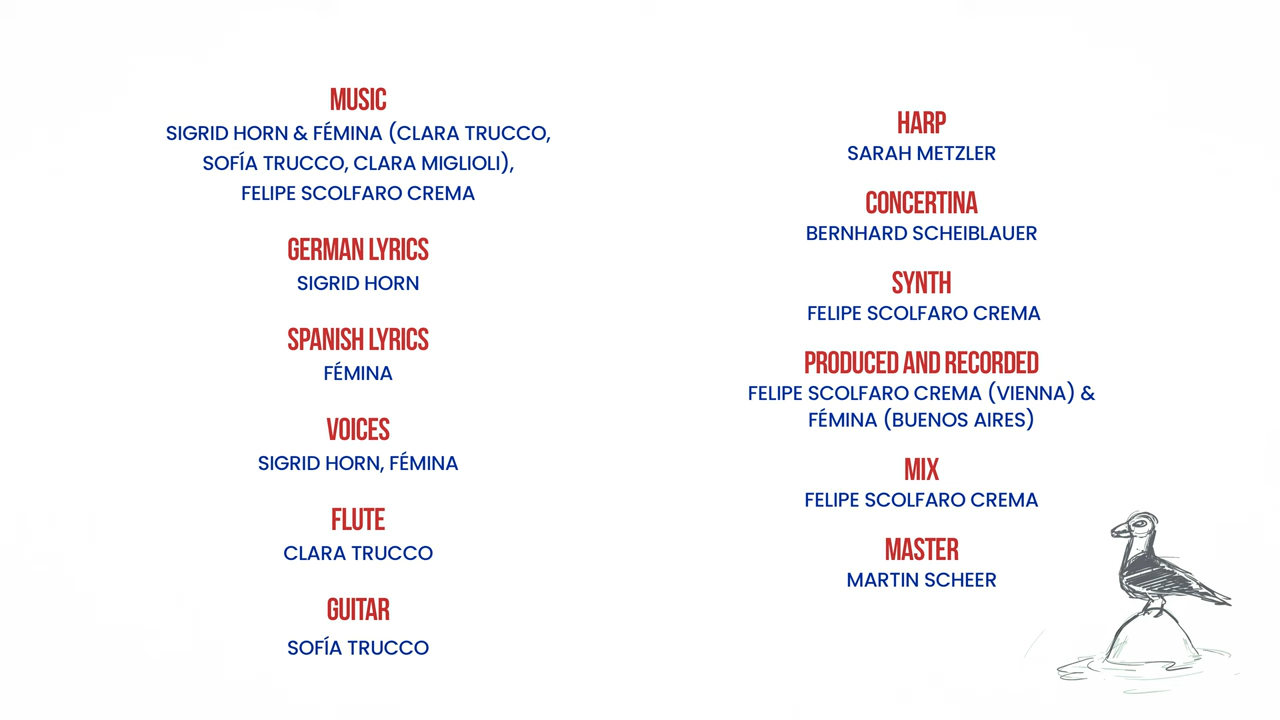 MUSIC
SIGRID HORN & FÉMINA (CLARA TRUCCO,
SOFÍA TRUCCO, CLARA MIGLIOLI),
FELIPE SCOLFARO CREMA
GERMAN LYRICS
SIGRID HORN
SPANISH LYRICS
FÉMINA
VOICES
SIGRID HORN, FÉMINA
FLUTE
CLARA TRUCCO
GUITAR
SOFÍA TRUCCO
HARP
SARAH METZLER
CONCERTINA
BERNHARD SCHEIBLAUER
SYNTH
FELIPE SCOLFARO CREMA
PRODUCED AND RECORDED
FELIPE SCOLFARO CREMA (VIENNA) &
FÉMINA (BUENOS AIRES)
MIX
FELIPE SCOLFARO CREMA
MASTER
MARTIN SCHEER